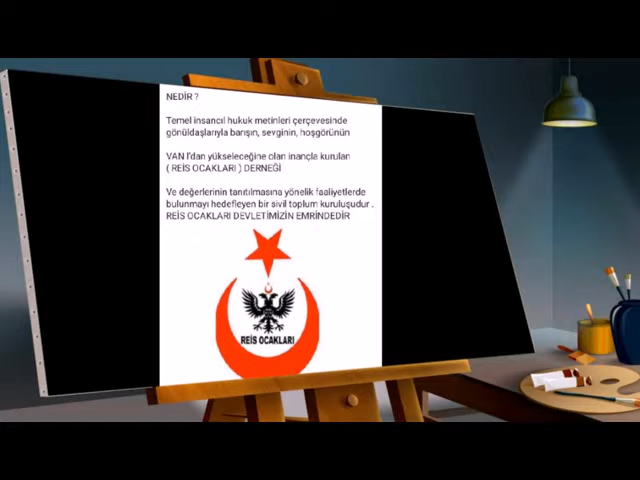 NEDİR ?
Temel insancıl hukuk metinleri çerçevesinde
gönüldaşlarıyla barışın, sevginin, hoşgörünün
VAN I'dan yükseleceğine olan inançla kurulan
( REİS OCAKLARI ) DERNEĞİ
Ve değerlerinin tanıtılmasına yönelik faaliyetlerde
bulunmayı hedefleyen bir sivil toplum kuruluşudur .
REİS OCAKLARI DEVLETİMİZİN EMRİNDEDİR
REİS OCAKLARI